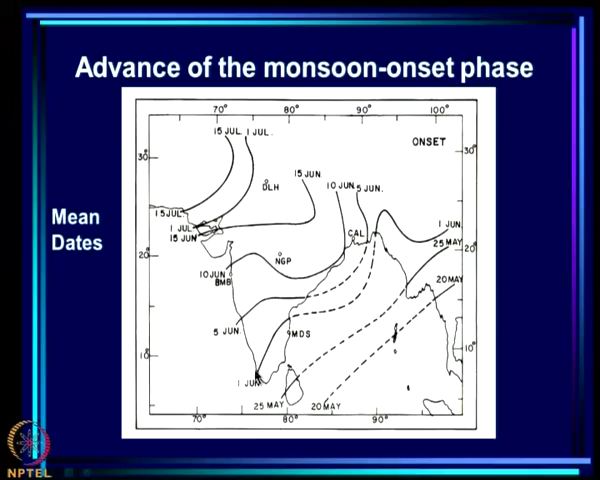 Advance of the monsoon-onset phase
70° 80° 90° 100°
15 JUL. 1 JUL. ONSET
30° 30°
15 JUN.
DLH 10 JUN. 5 JUN.
Mean
Dates
15 JUL.
1 JUL. CAL 1 JUN.
15 JUN. 25 MAY
20° NGP 20°
10 JUN 20 MAY
BMB
5 JUN. MDS
10° 10°
1 JUN.
25 MAY 20 MAY
70° 80° 90°
NPTEL